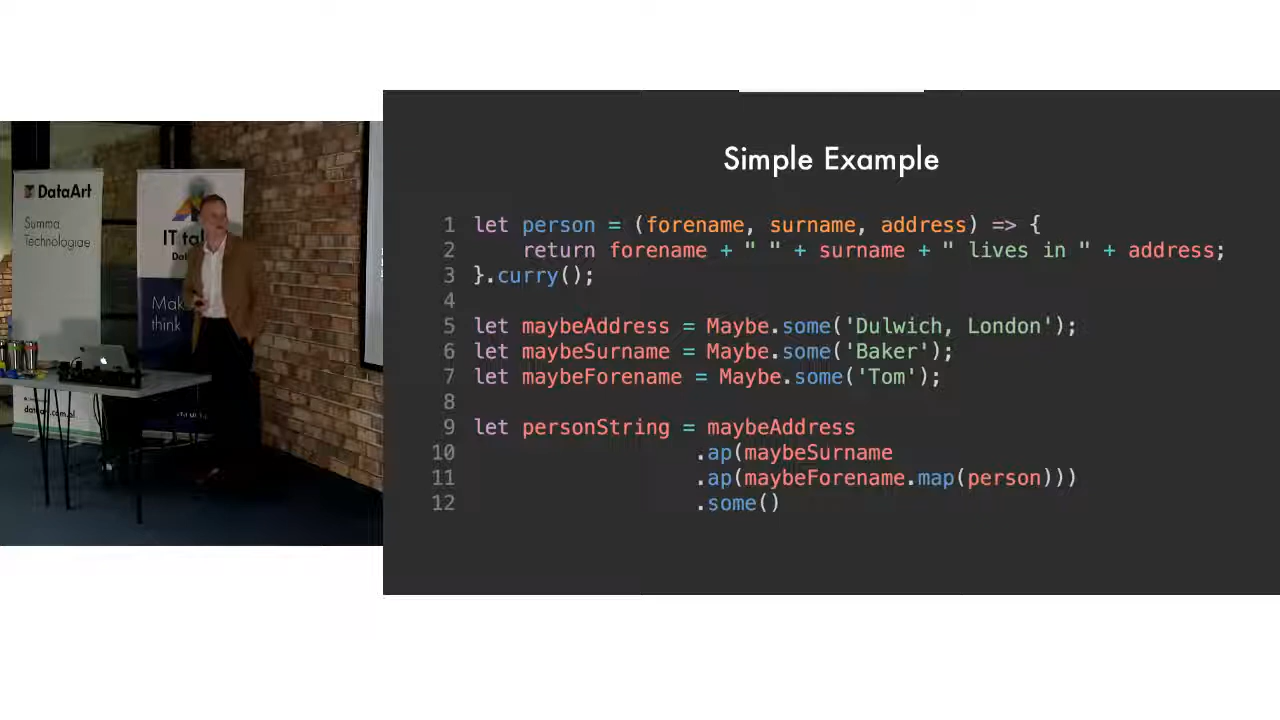 DataArt
Summa
Technologiae
IT ta
Da
Mak
think
Simple Example
1 let person = (forename, surname, address) => {
2 return forename + " " + surname + " lives in " + address;
3 }.curry();
4
5 let maybeAddress = Maybe.some('Dulwich, London');
6 let maybeSurname = Maybe.some('Baker');
7 let maybeForename = Maybe.some('Tom');
8
9 let personString = maybeAddress
10 .ap(maybeSurname
11 .ap(maybeForename.map(person)))
12 .some()